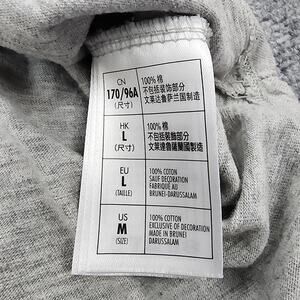 CN
170/96A
(尺寸)
100% 棉
不包括装饰部分
文莱达鲁萨兰国制造
HK
L
(尺寸)
100% 棉
不包括裝飾部分
文萊達魯薩蘭國製造
EU
L
(TAILLE)
100% COTON
SAUF DECORATION
FABRIQUÉ AU
BRUNEI-DARUSSALAM
US
M
(SIZE)
100% COTTON
EXCLUSIVE OF DECORATION
MADE IN BRUNEI
DARUSSALAM